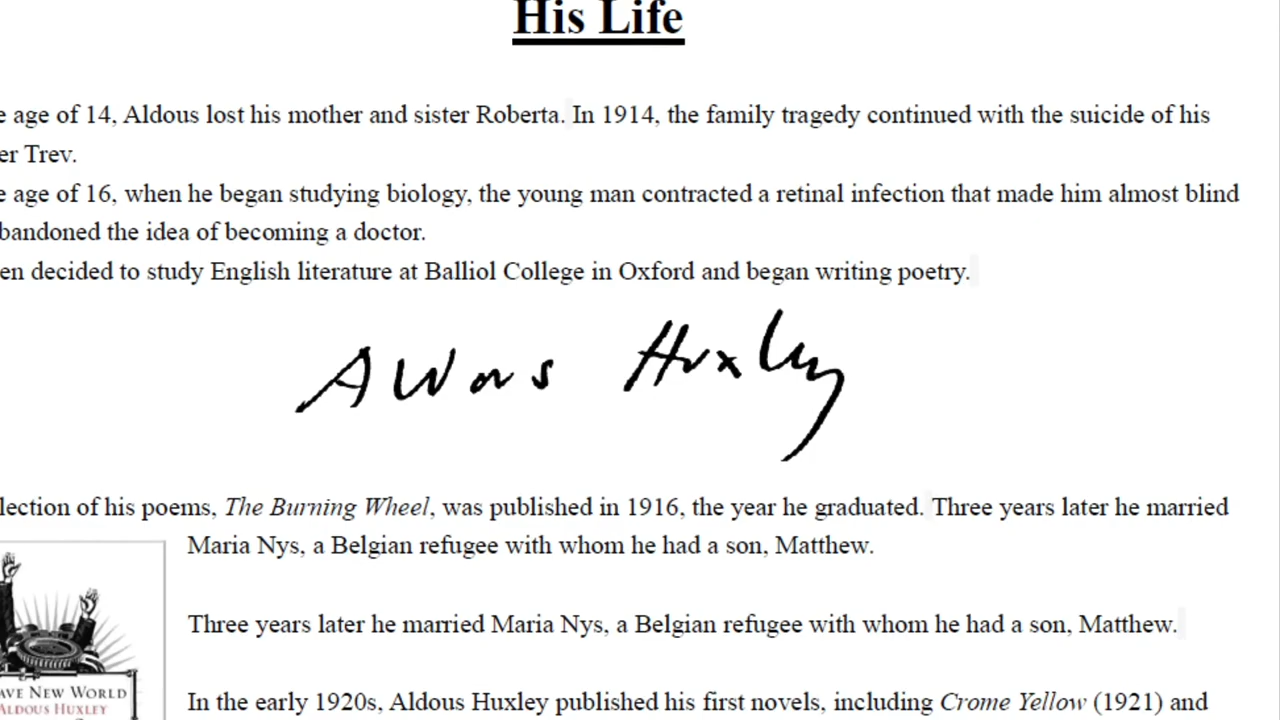 His Life
e age of 14, Aldous lost his mother and sister Roberta. In 1914, the family tragedy continued with the suicide of his
er Trev.
e age of 16, when he began studying biology, the young man contracted a retinal infection that made him almost blind
bandoned the idea of becoming a doctor.
en decided to study English literature at Balliol College in Oxford and began writing poetry.
Aldous Huxley
lection of his poems, The Burning Wheel, was published in 1916, the year he graduated. Three years later he married
Maria Nys, a Belgian refugee with whom he had a son, Matthew.
Three years later he married Maria Nys, a Belgian refugee with whom he had a son, Matthew.
AVE NEW WORLD
ALDOUS HUXLEY
In the early 1920s, Aldous Huxley published his first novels, including Crome Yellow (1921) and